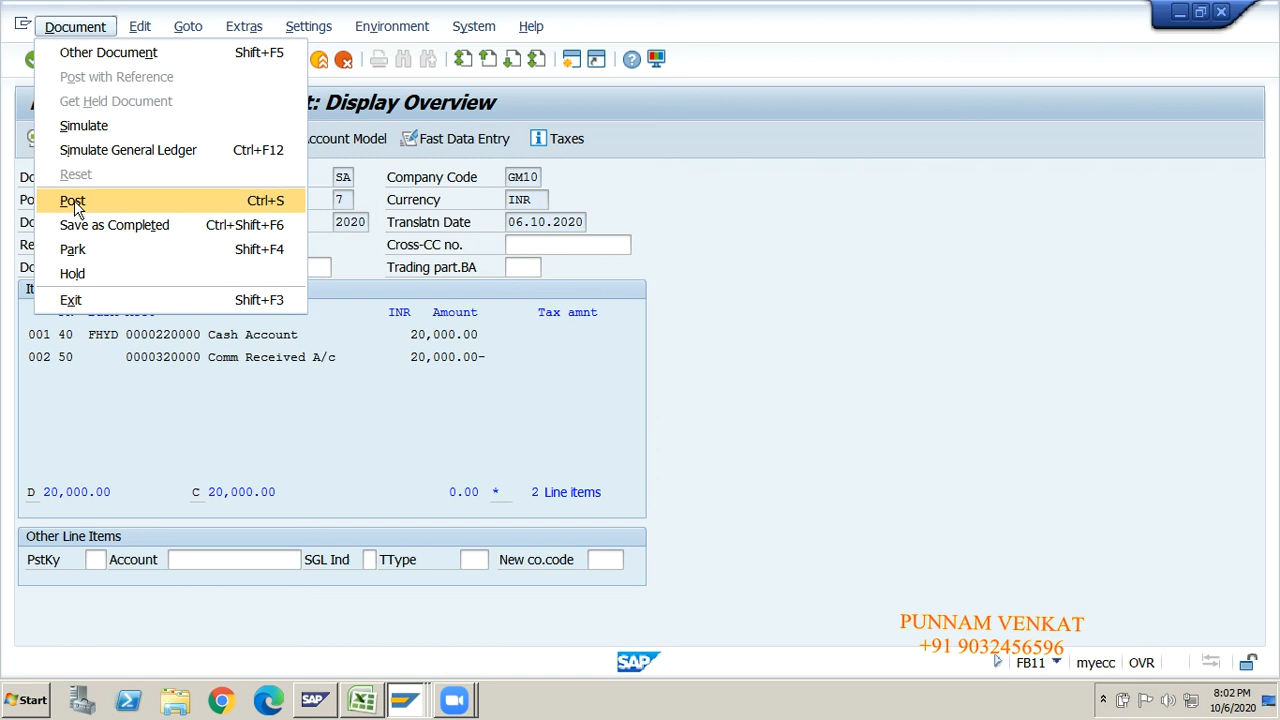 Document Edit Goto Extras Settings Environment System Help
Other Document Shift+F5
Post with Reference
Get Held Document
Simulate
Simulate General Ledger Ctrl+F12
Reset
Post Ctrl+S
Save as Completed Ctrl+Shift+F6
Park Shift+F4
Hold
Exit Shift+F3
t: Display Overview
ccount Model Fast Data Entry Taxes
SA Company Code GM10
7 Currency INR
2020 Translatn Date 06.10.2020
Cross-CC no.
Trading part.BA
INR Amount Tax amnt
001 40 FHYD 0000220000 Cash Account 20,000.00
002 50 0000320000 Comm Received A/c 20,000.00-
D 20,000.00 C 20,000.00 0.00 * 2 Line items
Other Line Items
PstKy Account SGL Ind TType New co.code
PUNNAM VENKAT
+91 9032456596
SAP FB11 myecc OVR
Start SAP 8:02 PM
10/6/2020